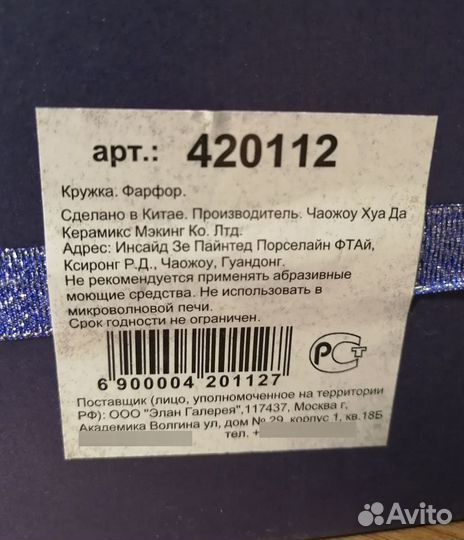 арт.: 420112
Кружка. Фарфор.
Сделано в Китае. Производитель. Чаожоу Хуа Да
Керамикс Мэкинг Ко. Лтд.
Адрес: Инсайд Зе Пайнтед Порселайн ФТАй,
Ксиронг Р.Д., Чаожоу, Гуандонг.
Не рекомендуется применять абразивные
моющие средства. Не использовать в
микроволновой печи.
Срок годности не ограничен.
6 900004 201127
РСТ
Поставщик (лицо, уполномоченное на территории
РФ): ООО "Элан Галерея",117437, Москва г,
Академика Волгина ул, дом № 29, корпус 1, кв.18Б
тел. +
Avito